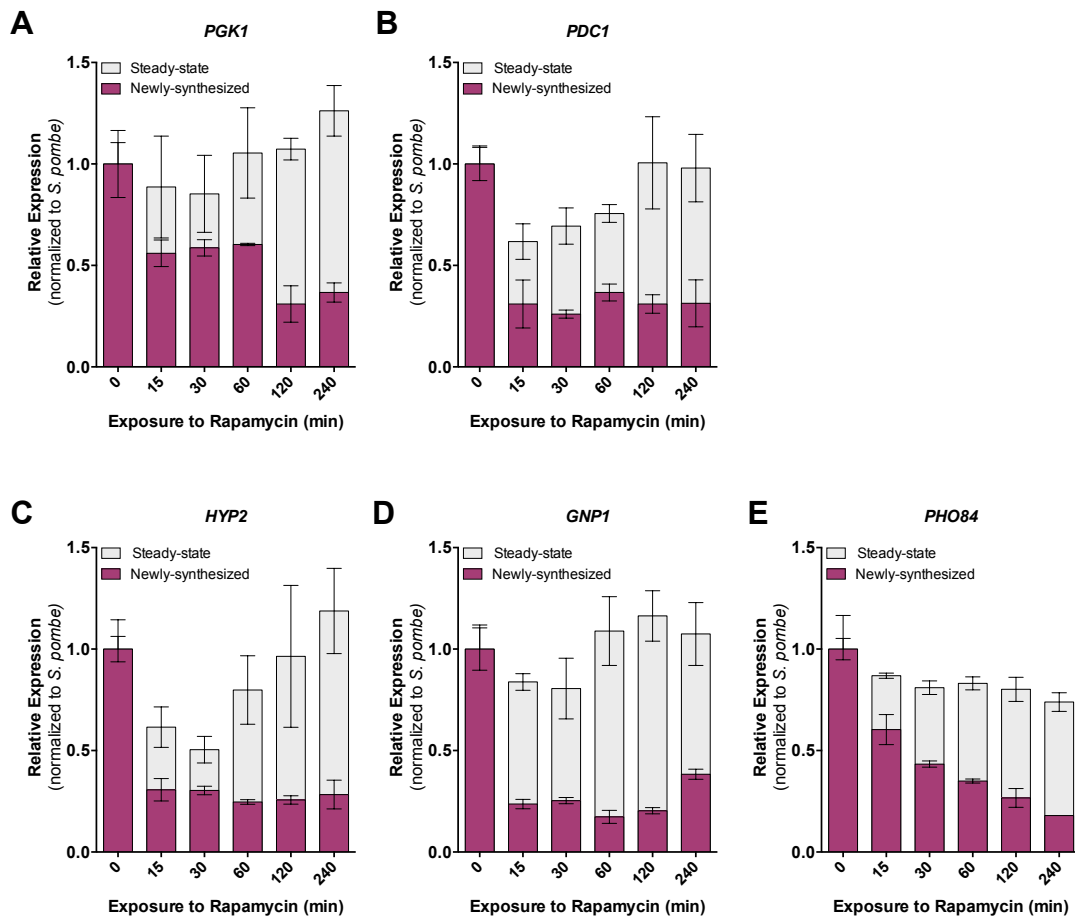 A
PGK1
Steady-state
Newly-synthesized
Relative Expression
(normalized to S. pombe)
1.5
1.0
0.5
0.0
0 15 30 60 120 240
Exposure to Rapamycin (min)
B
PDC1
Steady-state
Newly-synthesized
Relative Expression
(normalized to S. pombe)
1.5
1.0
0.5
0.0
0 15 30 60 120 240
Exposure to Rapamycin (min)
C
HYP2
Steady-state
Newly-synthesized
Relative Expression
(normalized to S. pombe)
1.5
1.0
0.5
0.0
0 15 30 60 120 240
Exposure to Rapamycin (min)
D
GNP1
Steady-state
Newly-synthesized
Relative Expression
(normalized to S. pombe)
1.5
1.0
0.5
0.0
0 15 30 60 120 240
Exposure to Rapamycin (min)
E
PHO84
Steady-state
Newly-synthesized
Relative Expression
(normalized to S. pombe)
1.5
1.0
0.5
0.0
0 15 30 60 120 240
Exposure to Rapamycin (min)